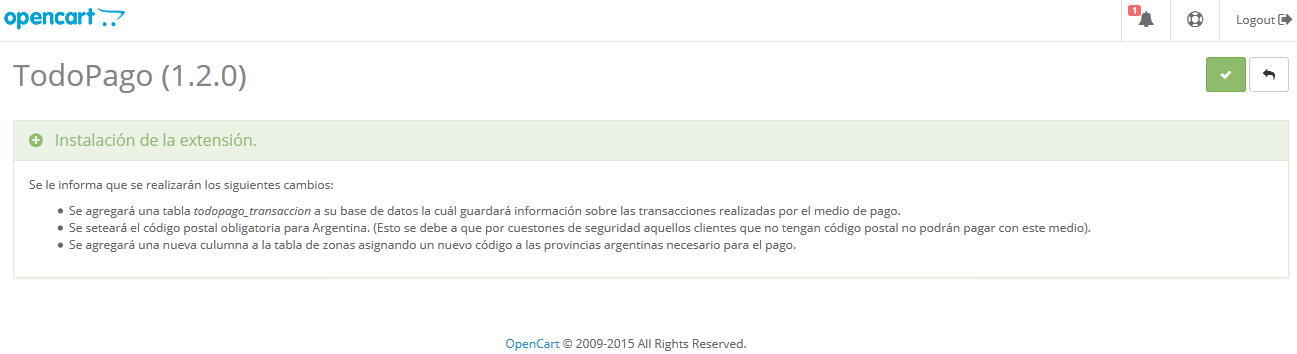 opencart
1
Logout
TodoPago (1.2.0)
Instalación de la extensión.
Se le informa que se realizarán los siguientes cambios:
Se agregará una tabla todopago_transaccion a su base de datos la cuál guardará información sobre las transacciones realizadas por el medio de pago.
Se seteará el código postal obligatoria para Argentina. (Esto se debe a que por cuestones de seguridad aquellos clientes que no tengan código postal no podrán pagar con este medio).
Se agregará una nueva culumna a la tabla de zonas asignando un nuevo código a las provincias argentinas necesario para el pago.
OpenCart © 2009-2015 All Rights Reserved.